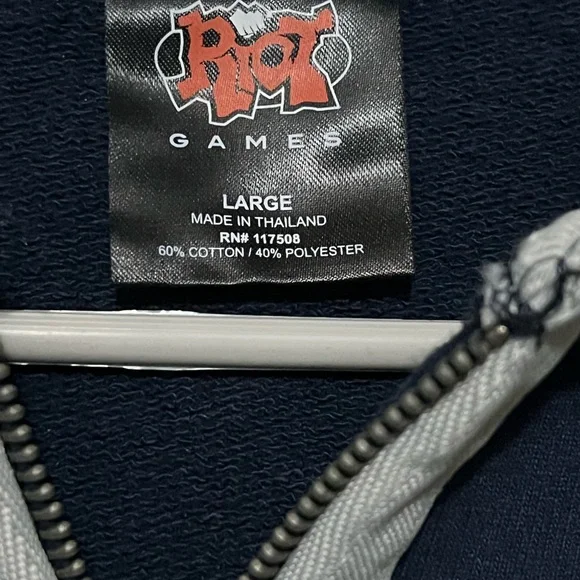 RIOT
GAMES
LARGE
MADE IN THAILAND
RN# 117508
60% COTTON / 40% POLYESTER